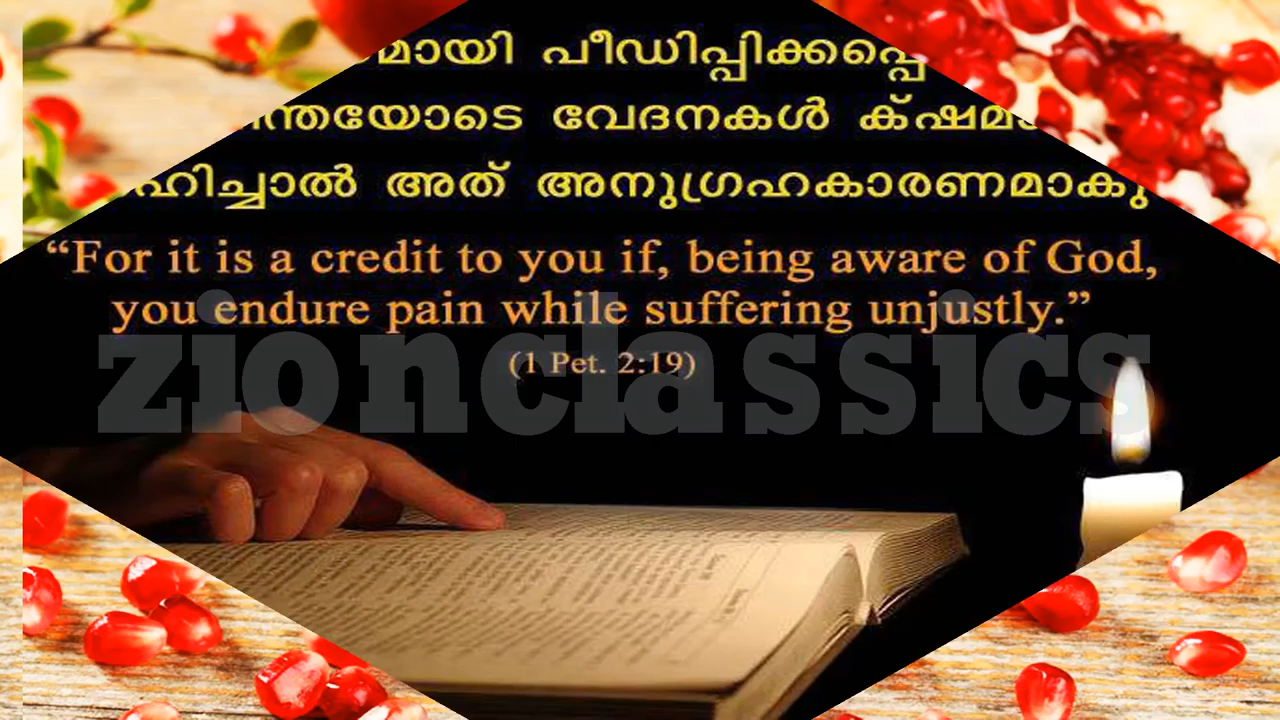 പീഡിപ്പിക്കപ്പെ
വേദനകൾ
അത് അനുഗ്രഹകാരണമാകു
“For it is a credit to you if, being aware of God,
you endure pain while suffering unjustly.”
(1 Pet. 2:19)
zionclassics